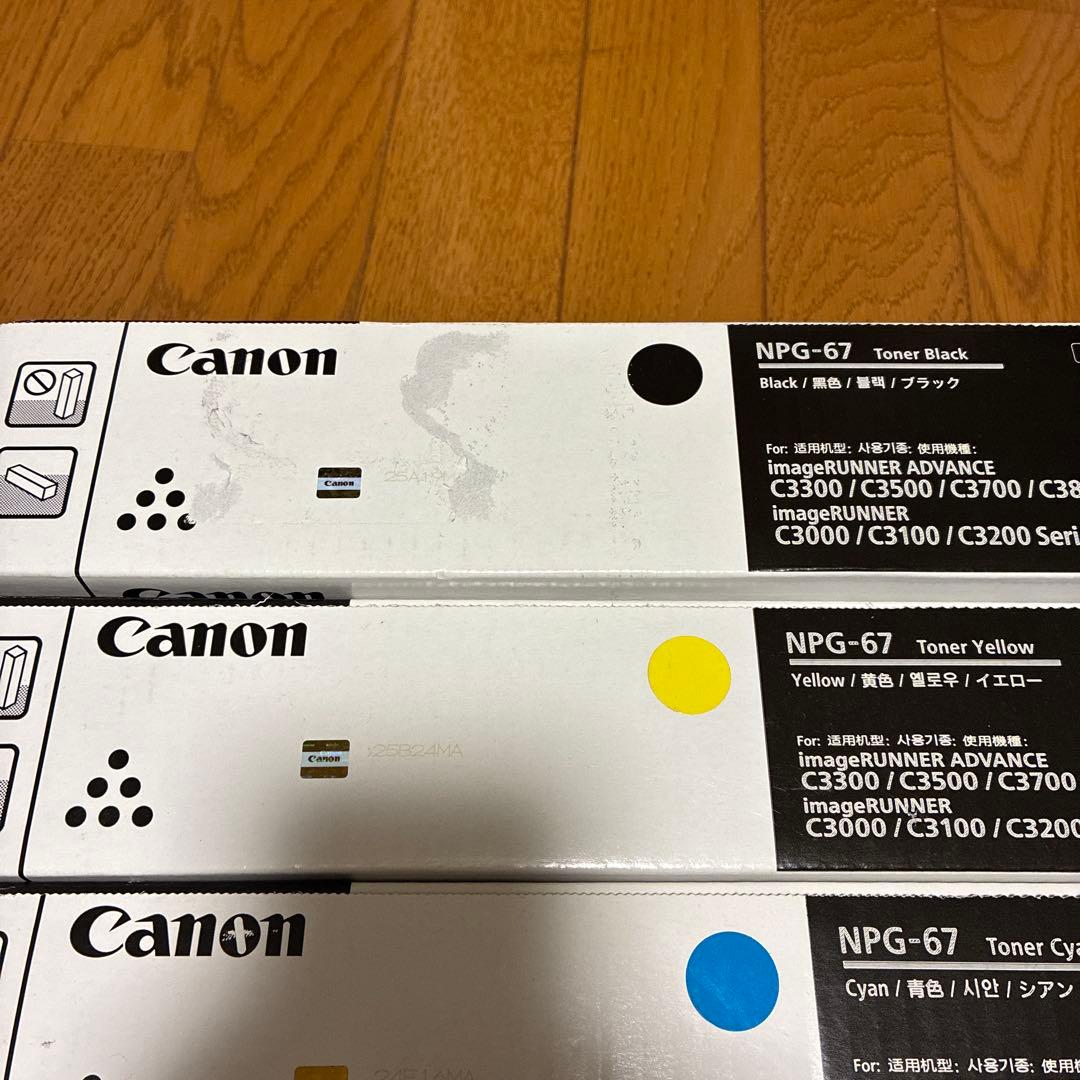 Canon
NPG-67 Toner Black
Black / 黑色 / 블랙 / ブラック
For: 适用机型: 사용기종: 使用機種:
imageRUNNER ADVANCE
C3300 / C3500 / C3700 / C38
imageRUNNER
C3000 / C3100 / C3200 Seri
Canon
Canon
Canon
NPG-67 Toner Yellow
Yellow / 黄色 / 옐로우 / イエロー
For: 适用机型: 사용기종: 使用機種:
imageRUNNER ADVANCE
C3300 / C3500 / C3700
imageRUNNER
C3000 / C3100 / C3200
Canon
25B24MA
Canon
NPG-67 Toner Cya
Cyan / 青色 / 시안 / シアン
For: 适用机型: 사용기종: 使用
24E16MA